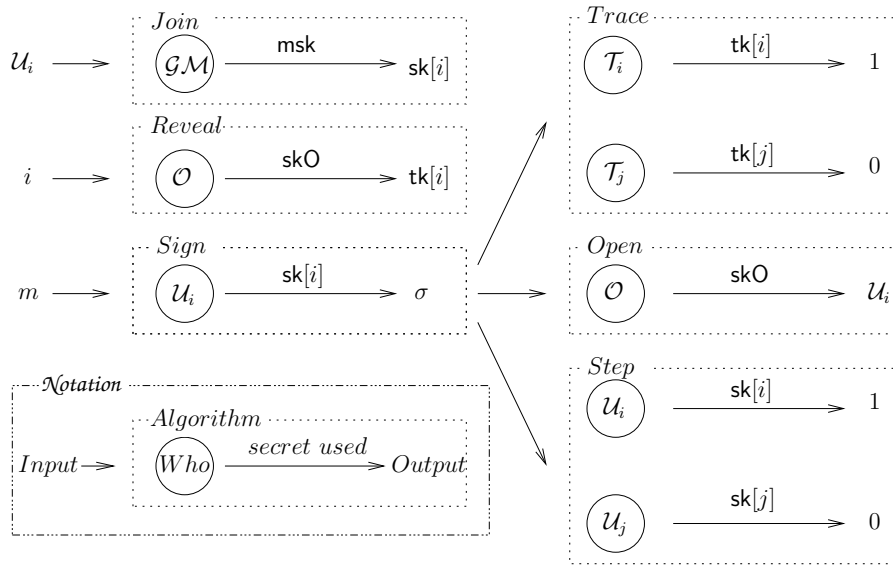 Join
𝒰_i
𝒢ℳ
msk
sk[i]
Reveal
i
𝒪
skO
tk[i]
Sign
m
𝒰_i
sk[i]
σ
Notation
Algorithm
Input
Who
secret used
Output
Trace
𝒯_i
tk[i]
1
𝒯_j
tk[j]
0
Open
𝒪
skO
𝒰_i
Step
𝒰_i
sk[i]
1
𝒰_j
sk[j]
0